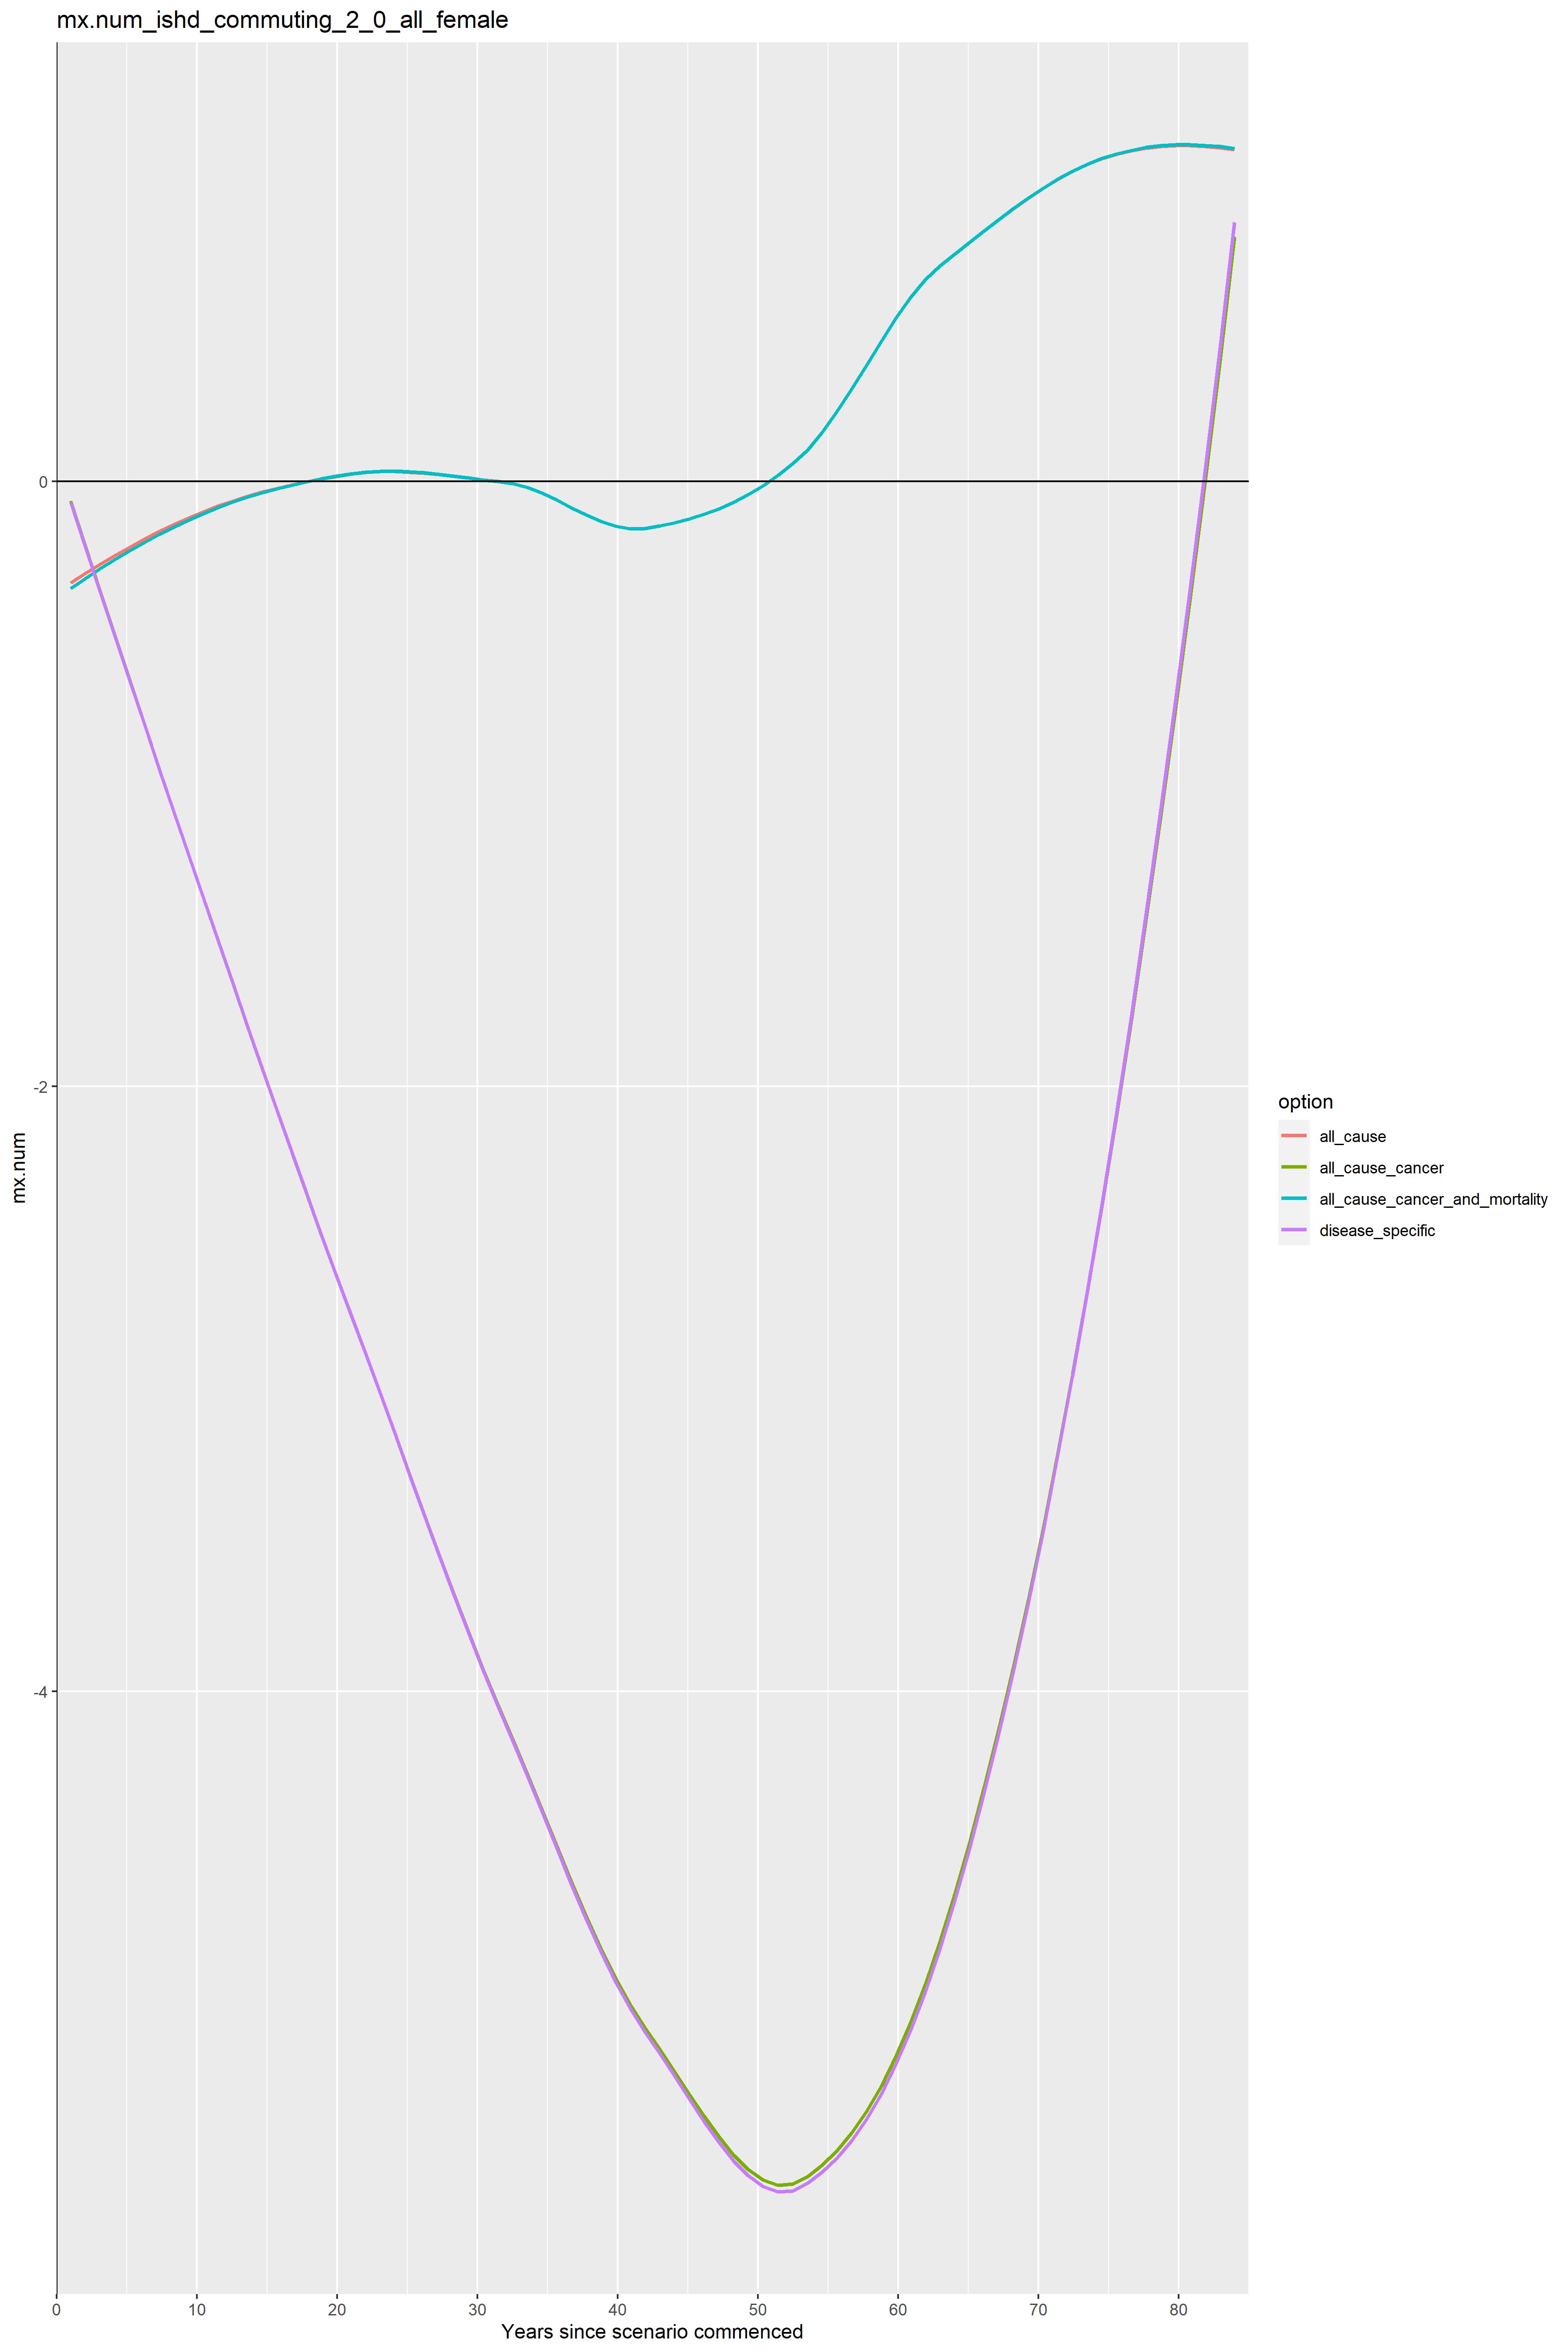 mx.num_ishd_commuting_2_0_all_female
0
-2
-4
mx.num
0 10 20 30 40 50 60 70 80
Years since scenario commenced
option
all_cause
all_cause_cancer
all_cause_cancer_and_mortality
disease_specific